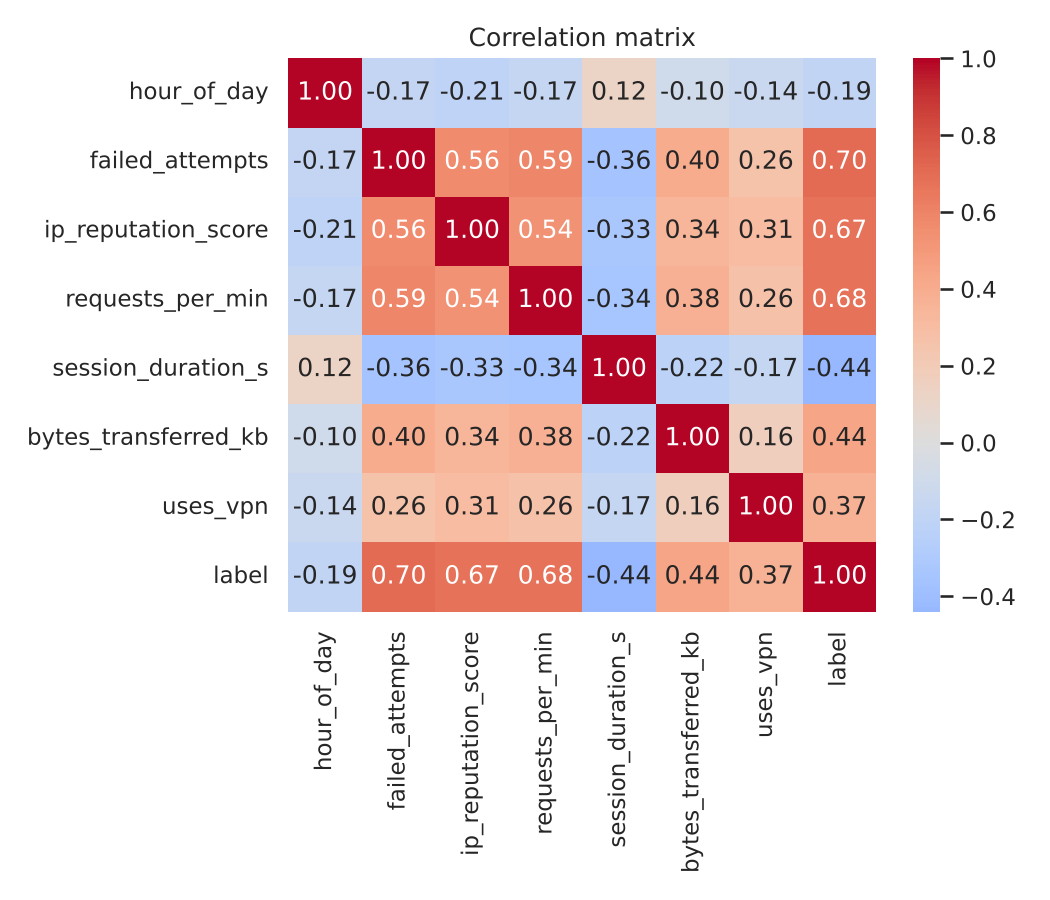 Correlation matrix
hour_of_day 1.00 -0.17 -0.21 -0.17 0.12 -0.10 -0.14 -0.19
failed_attempts -0.17 1.00 0.56 0.59 -0.36 0.40 0.26 0.70
ip_reputation_score -0.21 0.56 1.00 0.54 -0.33 0.34 0.31 0.67
requests_per_min -0.17 0.59 0.54 1.00 -0.34 0.38 0.26 0.68
session_duration_s 0.12 -0.36 -0.33 -0.34 1.00 -0.22 -0.17 -0.44
bytes_transferred_kb -0.10 0.40 0.34 0.38 -0.22 1.00 0.16 0.44
uses_vpn -0.14 0.26 0.31 0.26 -0.17 0.16 1.00 0.37
label -0.19 0.70 0.67 0.68 -0.44 0.44 0.37 1.00
hour_of_day
failed_attempts
ip_reputation_score
requests_per_min
session_duration_s
bytes_transferred_kb
uses_vpn
label
1.0
0.8
0.6
0.4
0.2
0.0
−0.2
−0.4